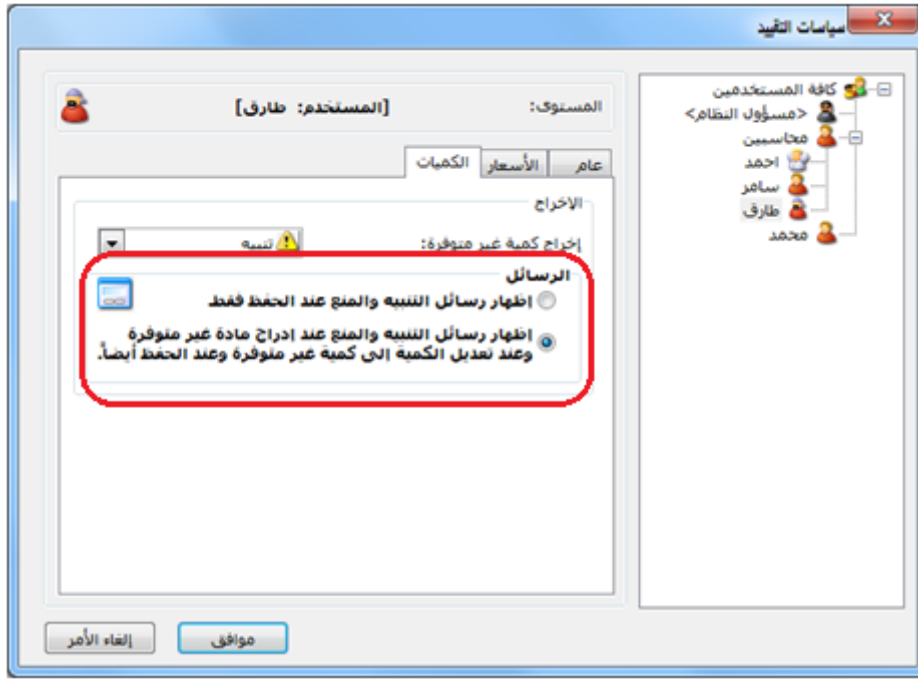 سياسات التقييد
كافة المستخدمين
<مسؤول النظام>
محاسبين
احمد
سامر
طارق
محمد
المستوى:
[المستخدم: طارق]
عام
الأسعار
الكميات
الإخراج
إخراج كمية غير متوفرة:
تنبيه
الرسائل
إظهار رسائل التنبيه والمنع عند الحفظ فقط
إظهار رسائل التنبيه والمنع عند إدراج مادة غير متوفرة
وعند تعديل الكمية إلى كمية غير متوفرة وعند الحفظ أيضاً.
موافق
إلغاء الأمر